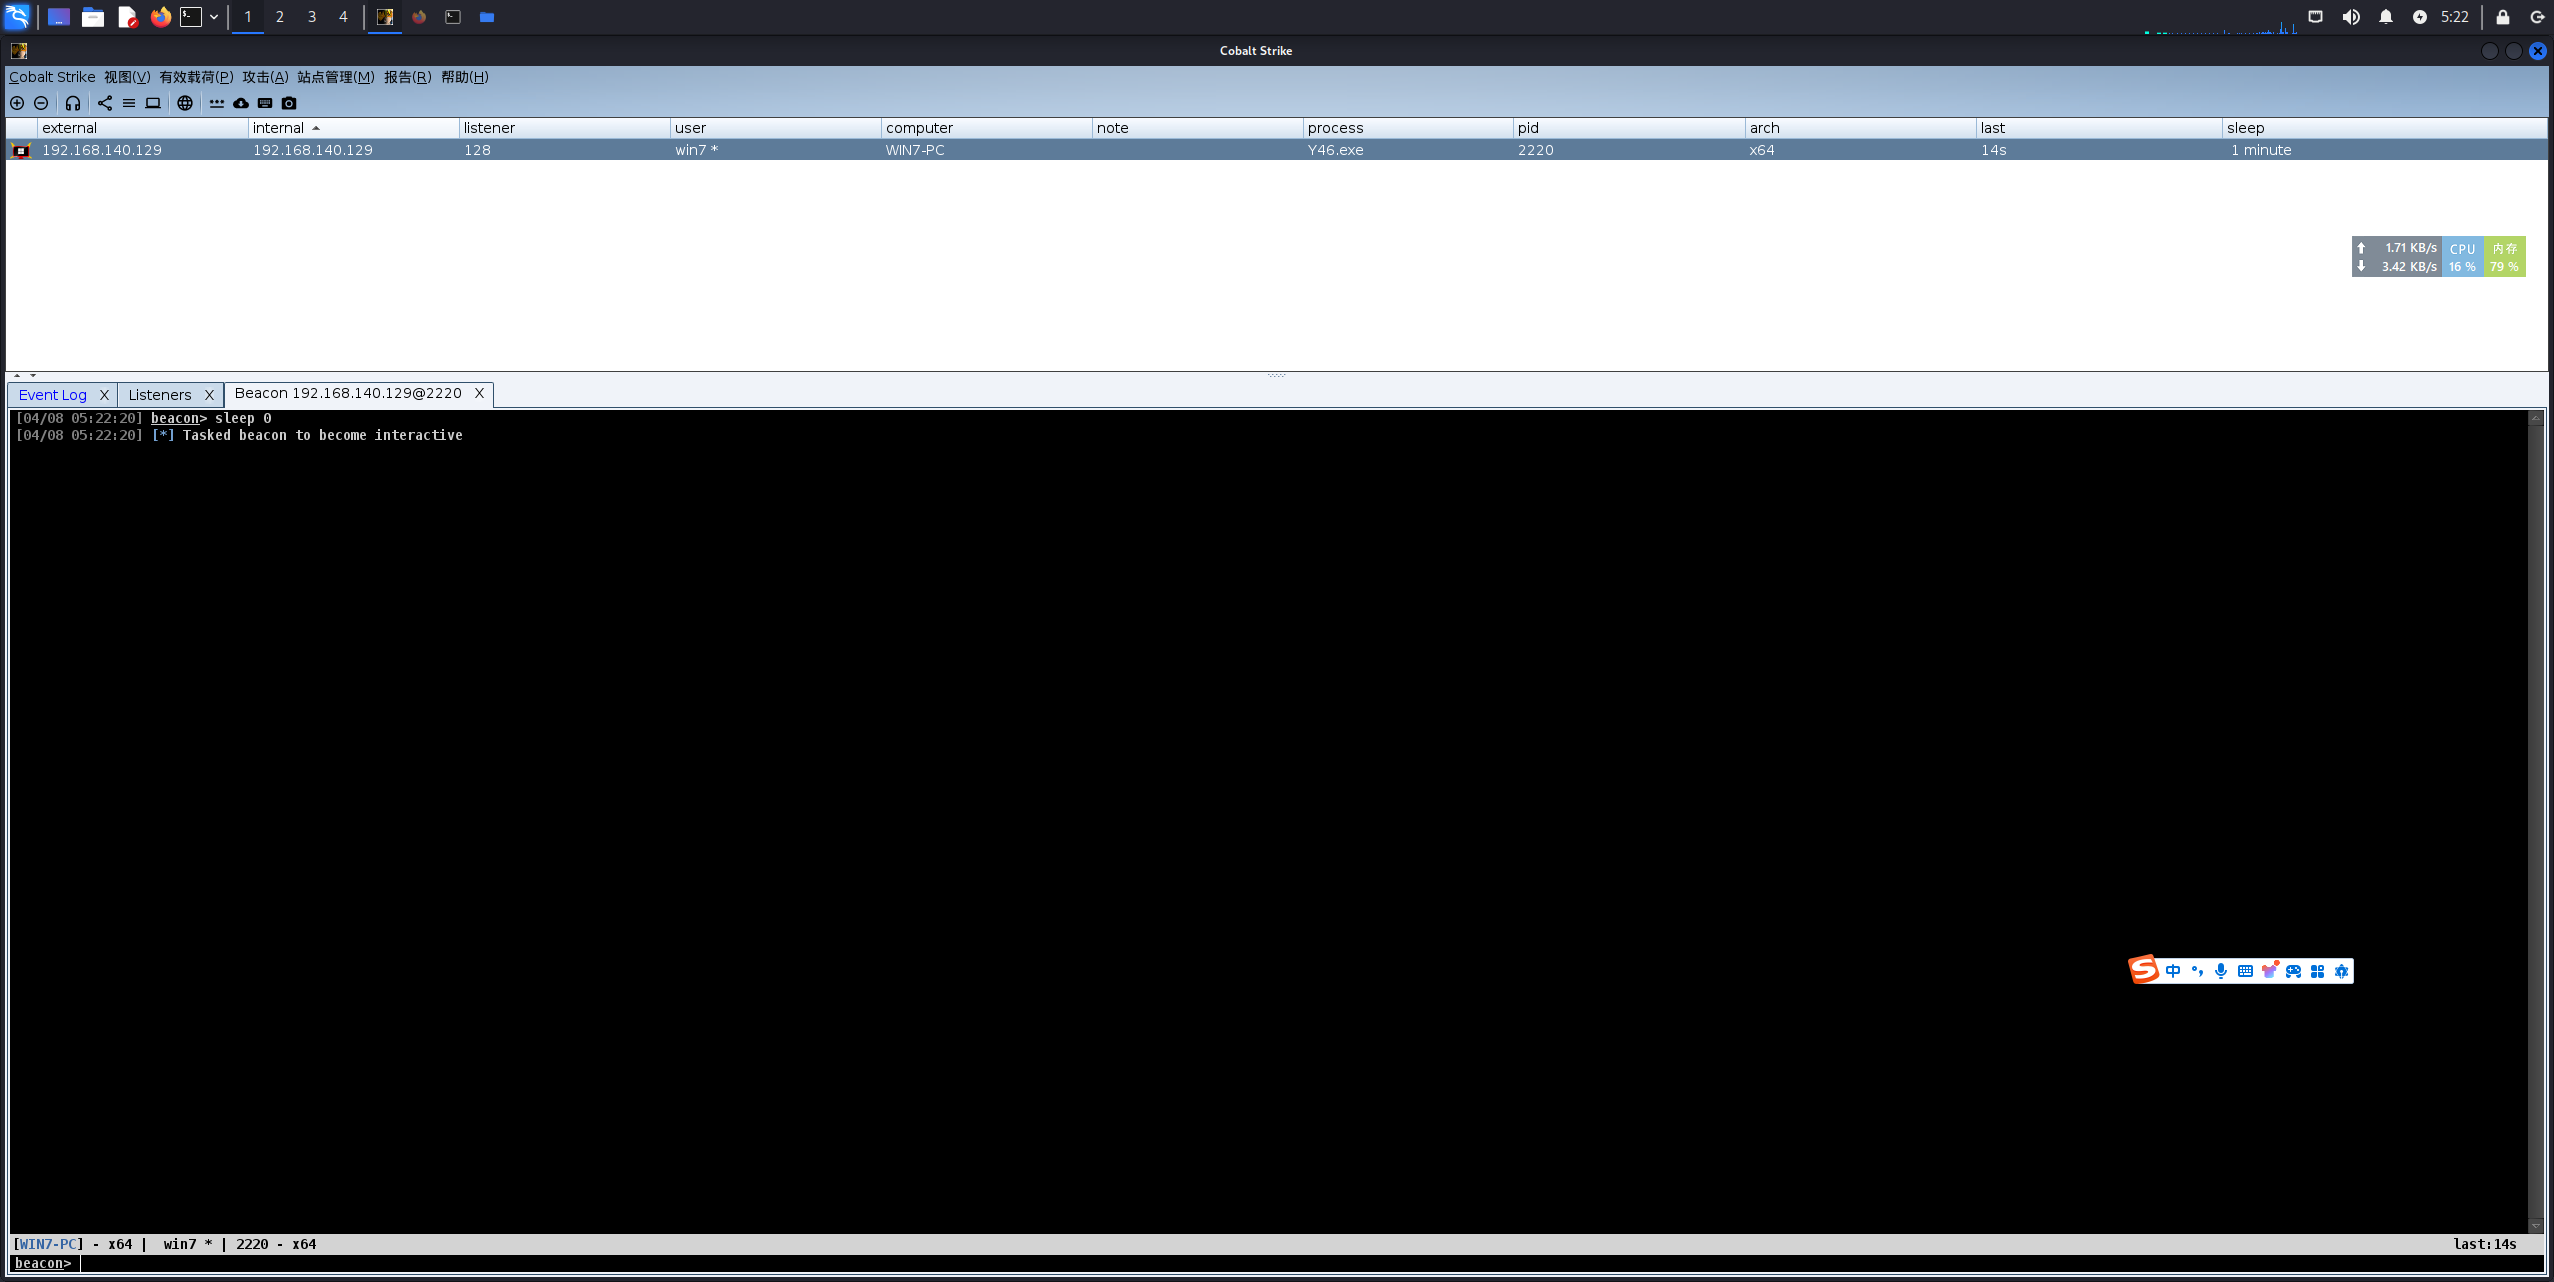 1 2 3 4 5:22
Cobalt Strike
Cobalt Strike 视图(V) 有效载荷(P) 攻击(A) 站点管理(M) 报告(R) 帮助(H)
external internal listener user computer note process pid arch last sleep
192.168.140.129 192.168.140.129 128 win7 * WIN7-PC Y46.exe 2220 x64 14s 1 minute
1.71 KB/s CPU 内存
3.42 KB/s 16 % 79 %
Event Log X Listeners X Beacon 192.168.140.129@2220 X
[04/08 05:22:20] beacon> sleep 0
[04/08 05:22:20] [*] Tasked beacon to become interactive
中
[WIN7-PC] - x64 | win7 * | 2220 - x64 last:14s
beacon>